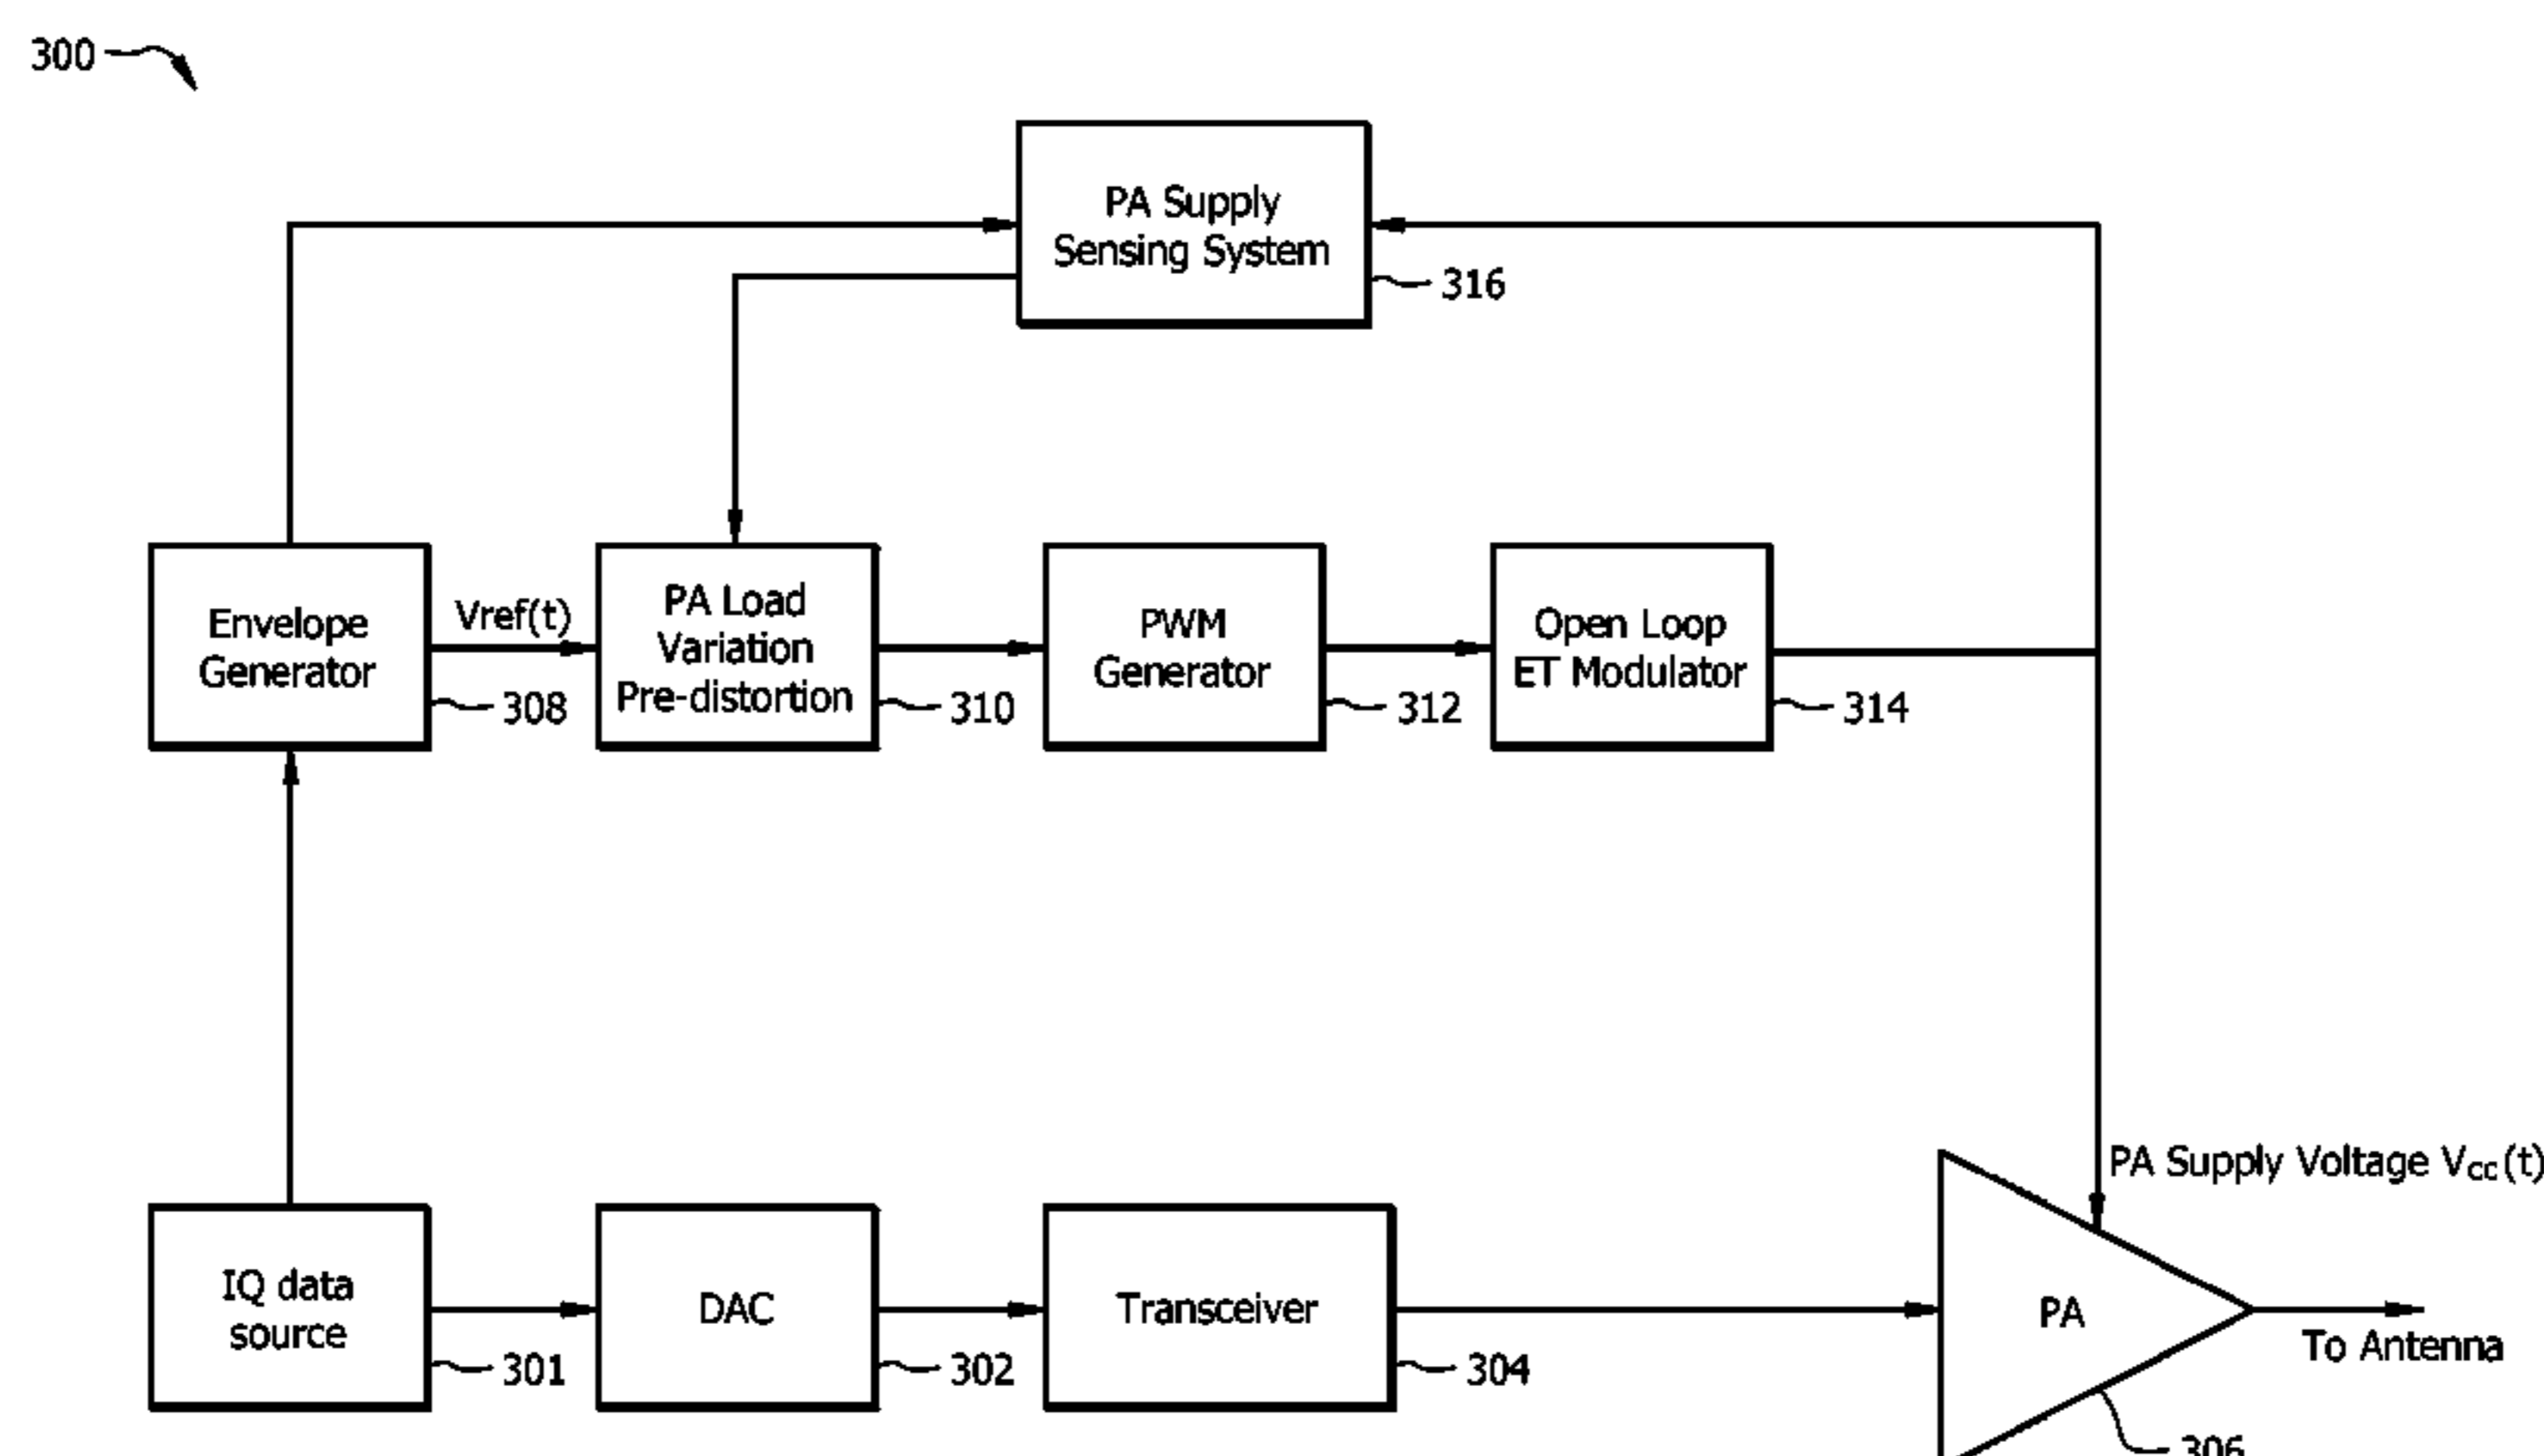 300
PA Supply
Sensing System
316
Envelope
Generator
308
Vref(t)
PA Load
Variation
Pre-distortion
310
PWM
Generator
312
Open Loop
ET Modulator
314
PA Supply Voltage Vcc(t)
IQ data
source
301
DAC
302
Transceiver
304
PA
To Antenna
306